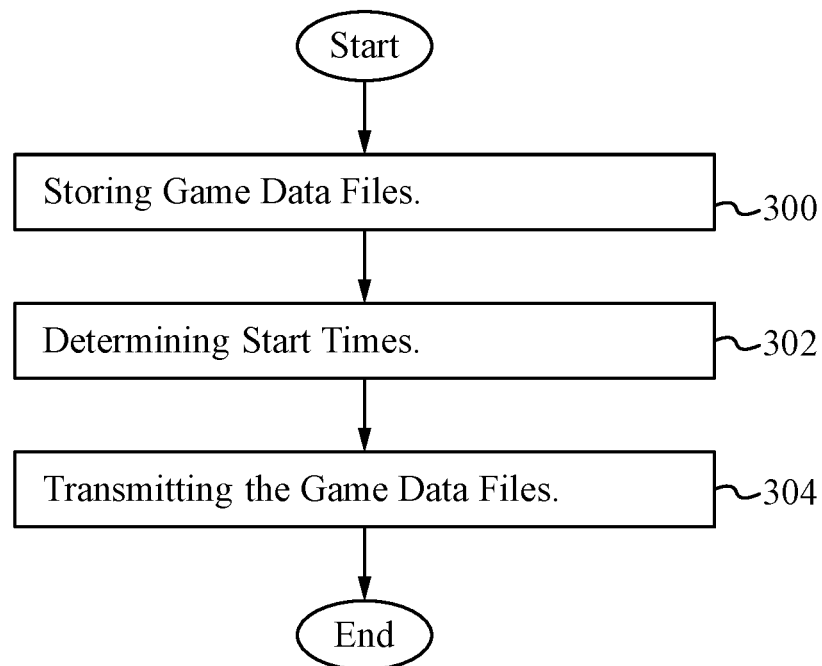 Start
Storing Game Data Files.
300
Determining Start Times.
302
Transmitting the Game Data Files.
304
End